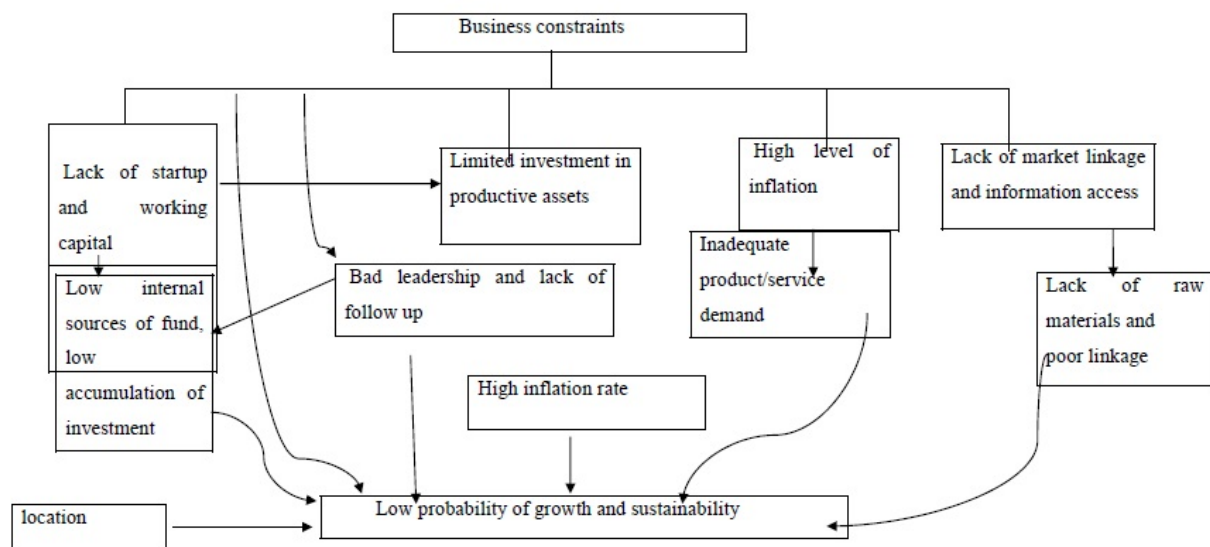 Business constraints
Lack of startup
and working
capital
Limited investment in
productive assets
High level of
inflation
Lack of market linkage
and information access
Low internal
sources of fund,
low
accumulation of
investment
Bad leadership and lack of
follow up
Inadequate
product/service
demand
Lack of raw
materials and
poor linkage
High inflation rate
Low probability of growth and sustainability
location